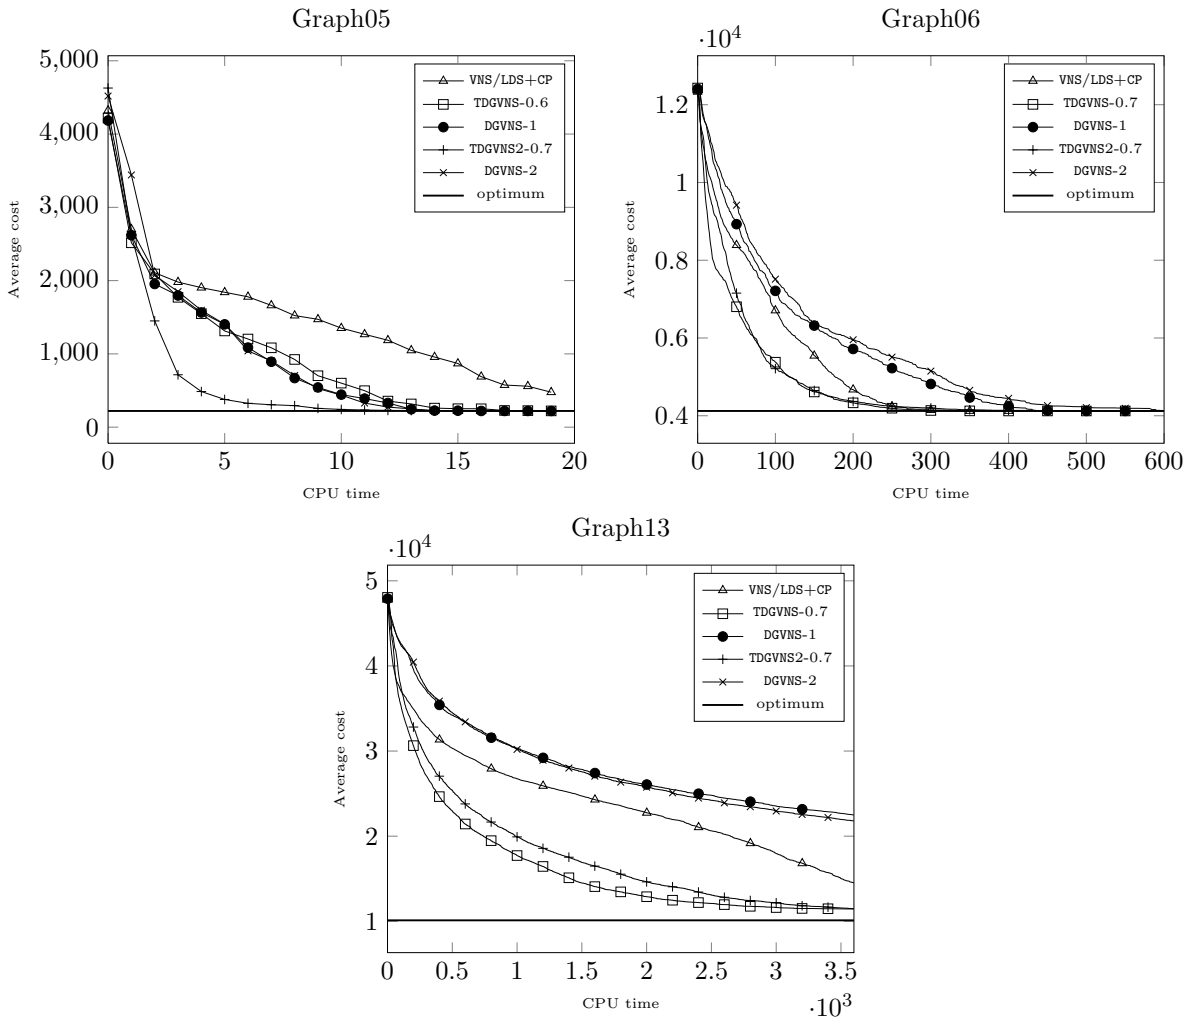 Graph05
5,000
4,000
3,000
2,000
1,000
0
0 5 10 15 20
Average cost
CPU time
VNS/LDS+CP
TDGVNS-0.6
DGVNS-1
TDGVNS2-0.7
DGVNS-2
optimum
Graph06
·10^4
1.2
1
0.8
0.6
0.4
0 100 200 300 400 500 600
Average cost
CPU time
VNS/LDS+CP
TDGVNS-0.7
DGVNS-1
TDGVNS2-0.7
DGVNS-2
optimum
Graph13
·10^4
5
4
3
2
1
0 0.5 1 1.5 2 2.5 3 3.5
Average cost
CPU time
·10^3
VNS/LDS+CP
TDGVNS-0.7
DGVNS-1
TDGVNS2-0.7
DGVNS-2
optimum